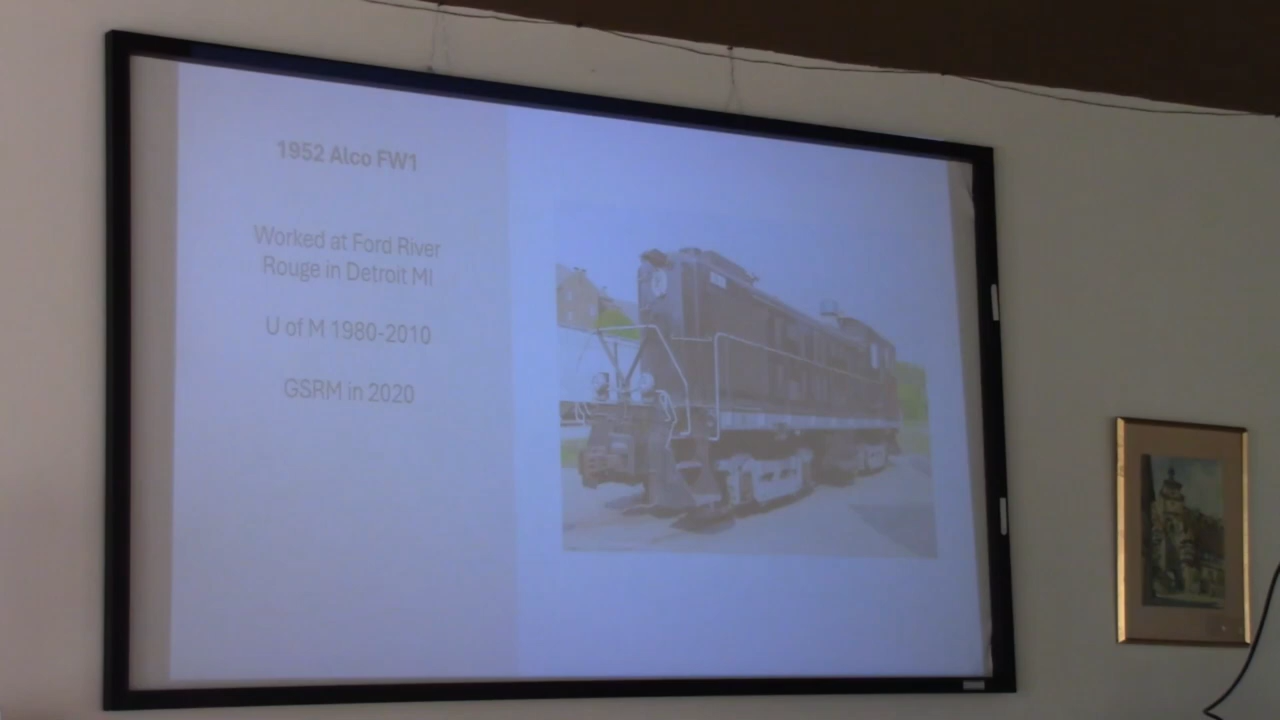 1952 Alco FW1
Worked at Ford River
Rouge in Detroit MI
U of M 1980-2010
GSRM in 2020